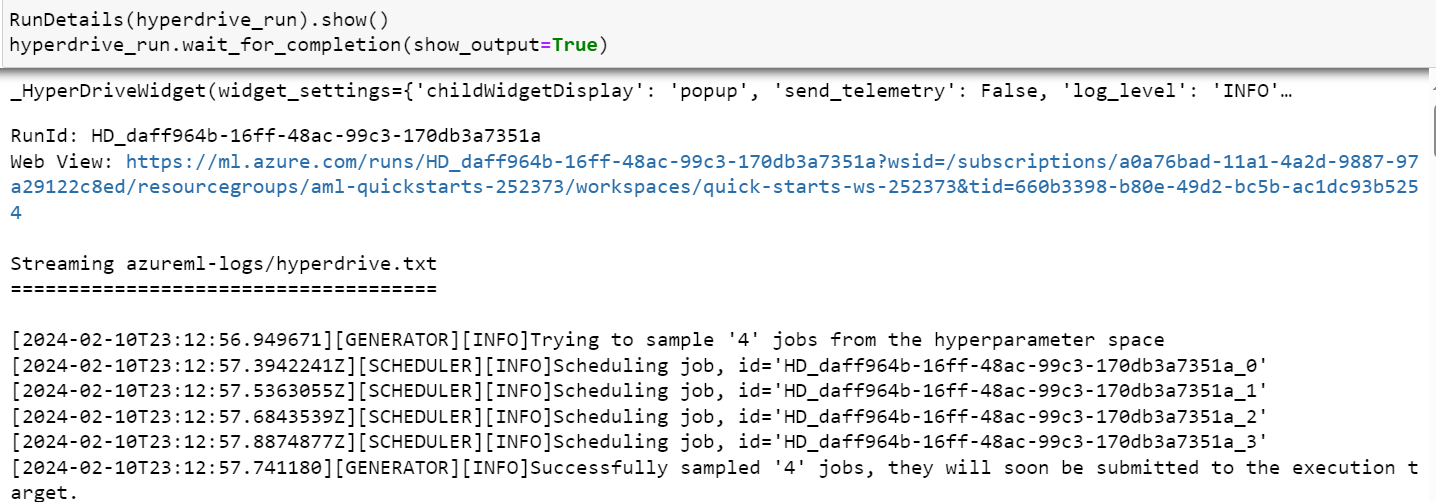 RunDetails(hyperdrive_run).show()
hyperdrive_run.wait_for_completion(show_output=True)
_HyperDriveWidget(widget_settings={'childWidgetDisplay': 'popup', 'send_telemetry': False, 'log_level': 'INFO'…
RunId: HD_daff964b-16ff-48ac-99c3-170db3a7351a
Web View: https://ml.azure.com/runs/HD_daff964b-16ff-48ac-99c3-170db3a7351a?wsid=/subscriptions/a0a76bad-11a1-4a2d-9887-97
a29122c8ed/resourcegroups/aml-quickstarts-252373/workspaces/quick-starts-ws-252373&tid=660b3398-b80e-49d2-bc5b-ac1dc93b525
4
Streaming azureml-logs/hyperdrive.txt
=====================================
[2024-02-10T23:12:56.949671][GENERATOR][INFO]Trying to sample '4' jobs from the hyperparameter space
[2024-02-10T23:12:57.3942241Z][SCHEDULER][INFO]Scheduling job, id='HD_daff964b-16ff-48ac-99c3-170db3a7351a_0'
[2024-02-10T23:12:57.5363055Z][SCHEDULER][INFO]Scheduling job, id='HD_daff964b-16ff-48ac-99c3-170db3a7351a_1'
[2024-02-10T23:12:57.6843539Z][SCHEDULER][INFO]Scheduling job, id='HD_daff964b-16ff-48ac-99c3-170db3a7351a_2'
[2024-02-10T23:12:57.8874877Z][SCHEDULER][INFO]Scheduling job, id='HD_daff964b-16ff-48ac-99c3-170db3a7351a_3'
[2024-02-10T23:12:57.741180][GENERATOR][INFO]Successfully sampled '4' jobs, they will soon be submitted to the execution t
arget.